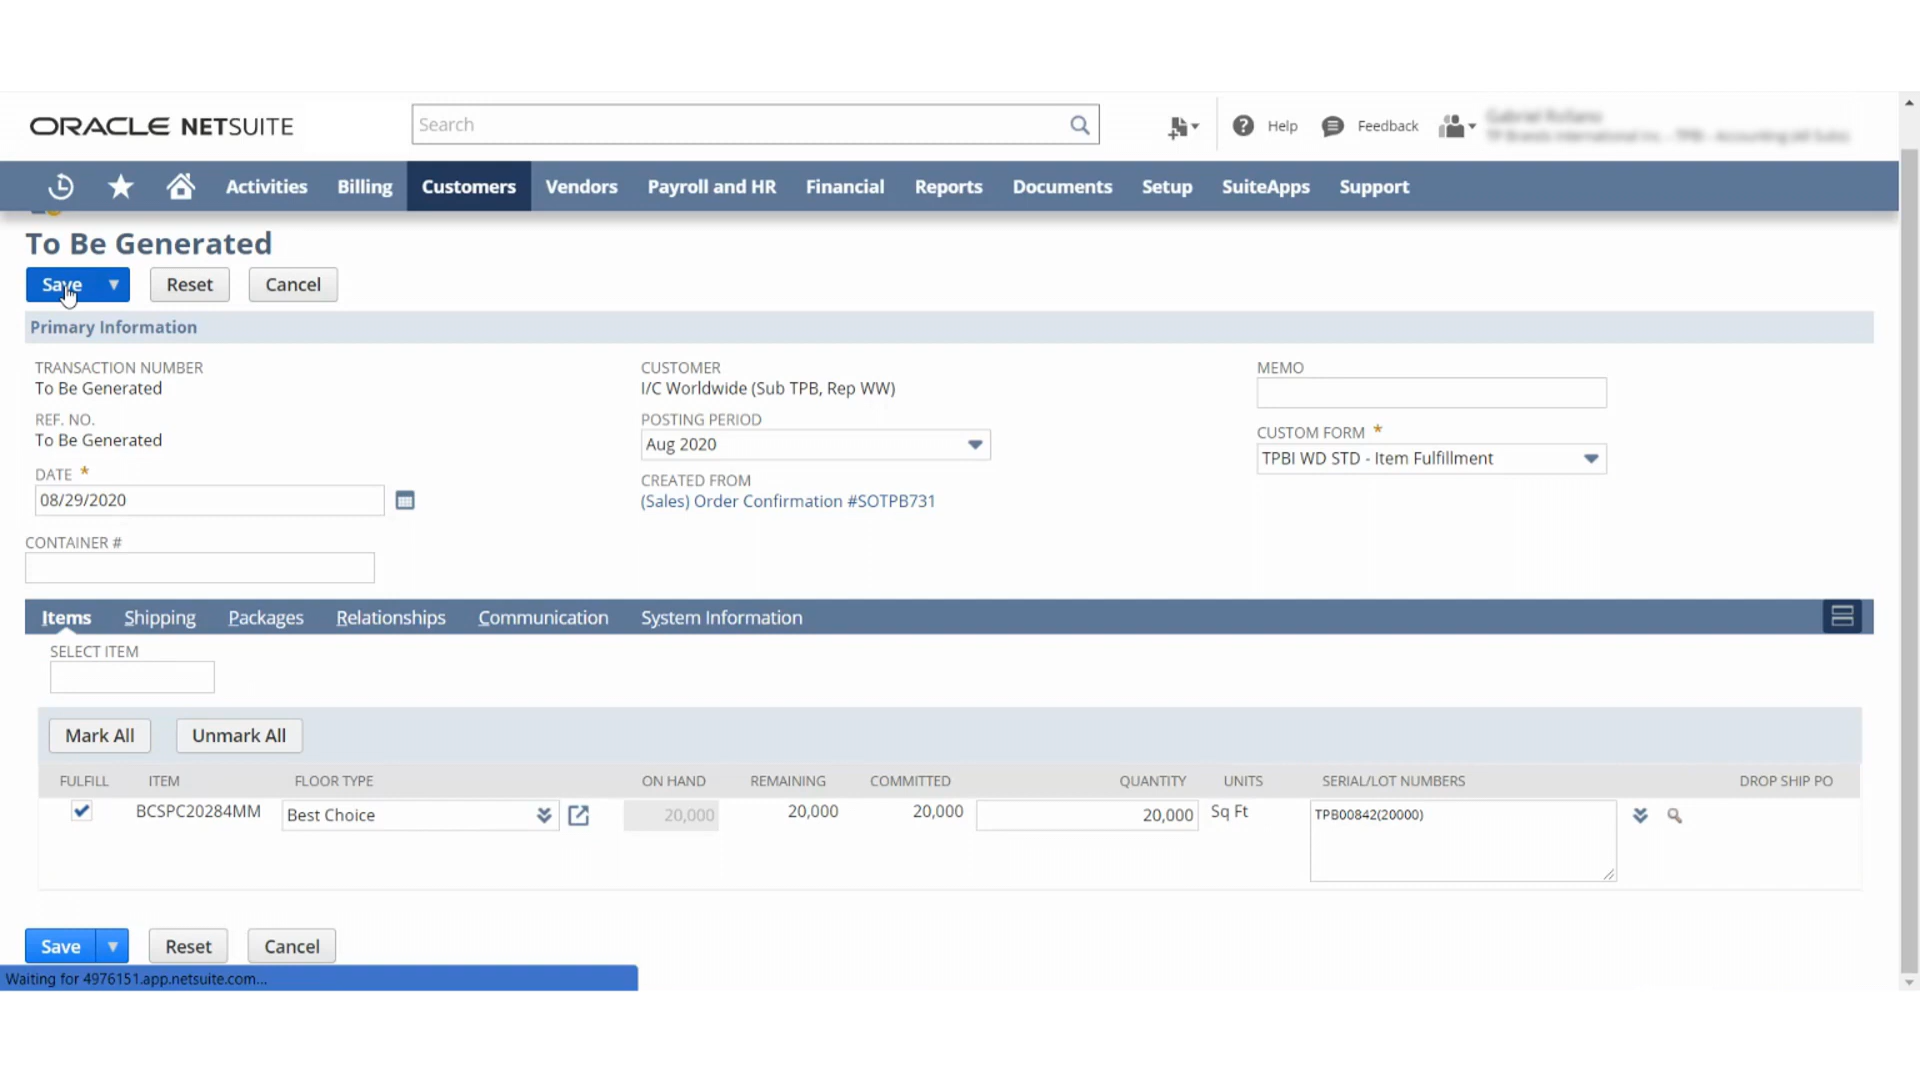 ORACLE NETSUITE
Search
Help
Feedback
Activities
Billing
Customers
Vendors
Payroll and HR
Financial
Reports
Documents
Setup
SuiteApps
Support
To Be Generated
Save
Reset
Cancel
Primary Information
TRANSACTION NUMBER
To Be Generated
REF. NO.
To Be Generated
DATE *
08/29/2020
CONTAINER #
CUSTOMER
I/C Worldwide (Sub TPB, Rep WW)
POSTING PERIOD
Aug 2020
CREATED FROM
(Sales) Order Confirmation #SOTPB731
MEMO
CUSTOM FORM *
TPBI WD STD - Item Fulfillment
Items
Shipping
Packages
Relationships
Communication
System Information
SELECT ITEM
Mark All
Unmark All
FULFILL ITEM FLOOR TYPE ON HAND REMAINING COMMITTED QUANTITY UNITS SERIAL/LOT NUMBERS DROP SHIP PO
BCSPC20284MM Best Choice 20,000 20,000 20,000 20,000 Sq Ft TPB00842(20000)
Save
Reset
Cancel
Waiting for 4976151.app.netsuite.com...